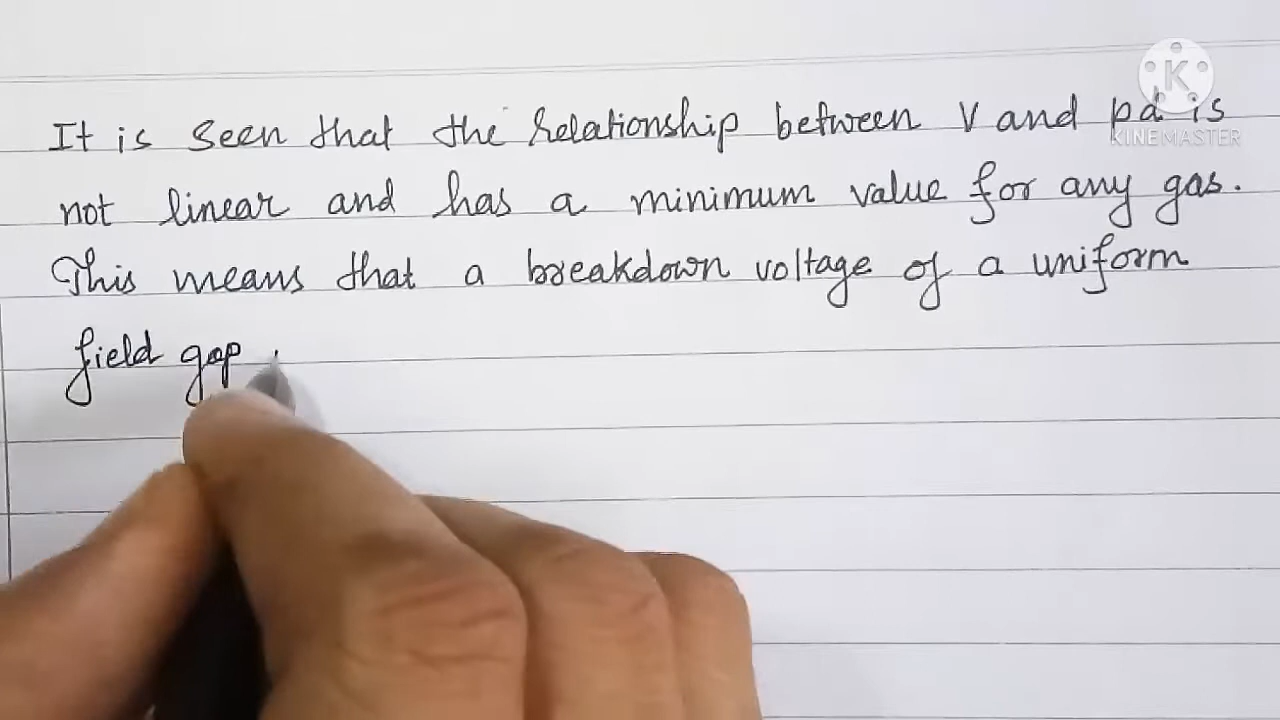 K
KINEMASTER
It is seen that the relationship between V and pd is
not linear and has a minimum value for any gas.
This means that a breakdown voltage of a uniform
field gap